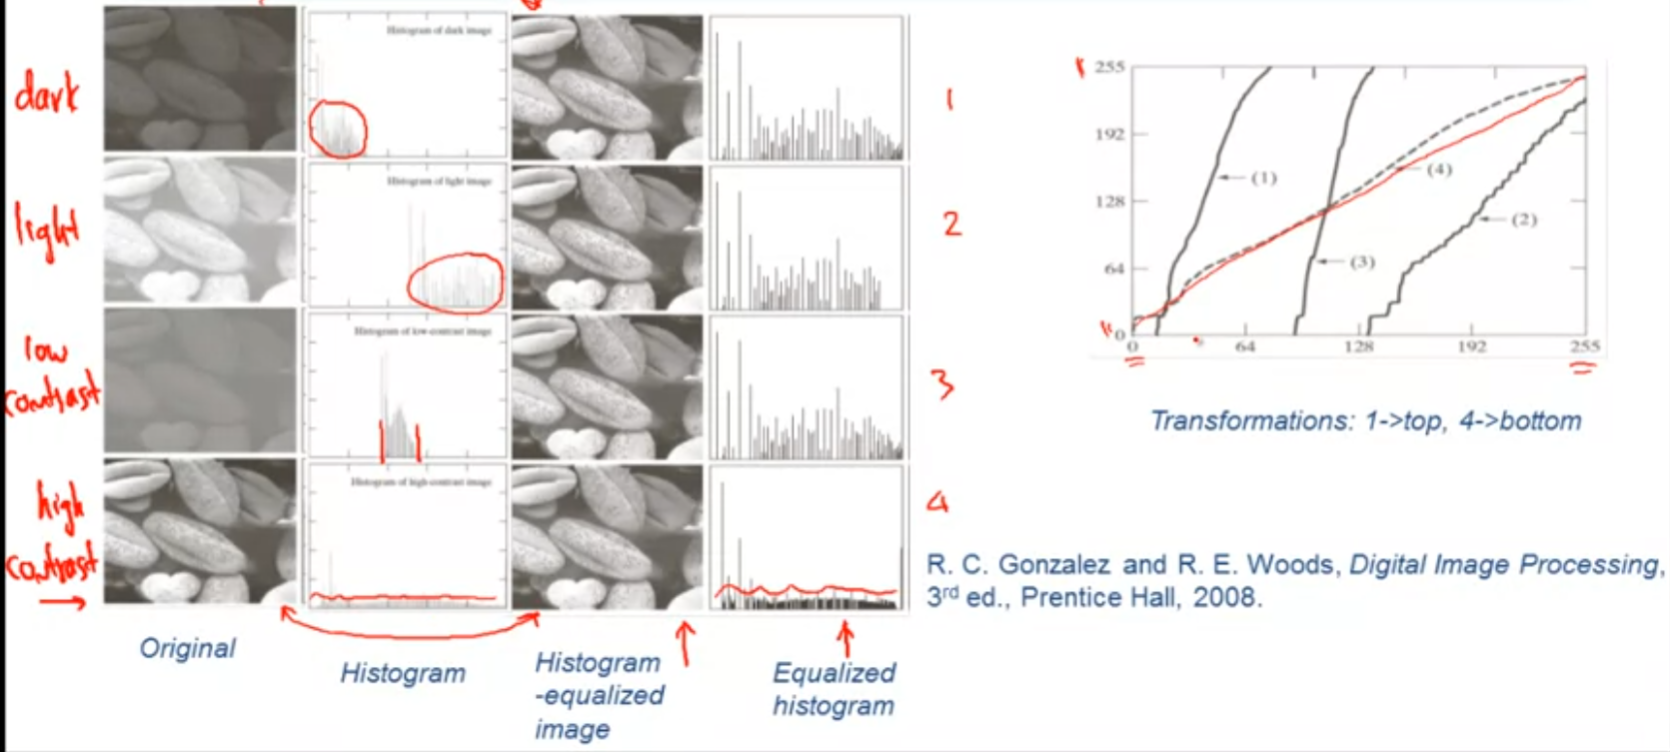 dark
Histogram of dark image
1
light
Histogram of light image
2
low
contrast
Histogram of low-contrast image
3
high
contrast
Histogram of high-contrast image
4
Original
Histogram
Histogram
-equalized
image
Equalized
histogram
255
192
128
64
0
0
64
128
192
255
(1)
(4)
(2)
(3)
Transformations: 1->top, 4->bottom
R. C. Gonzalez and R. E. Woods, Digital Image Processing,
3rd ed., Prentice Hall, 2008.